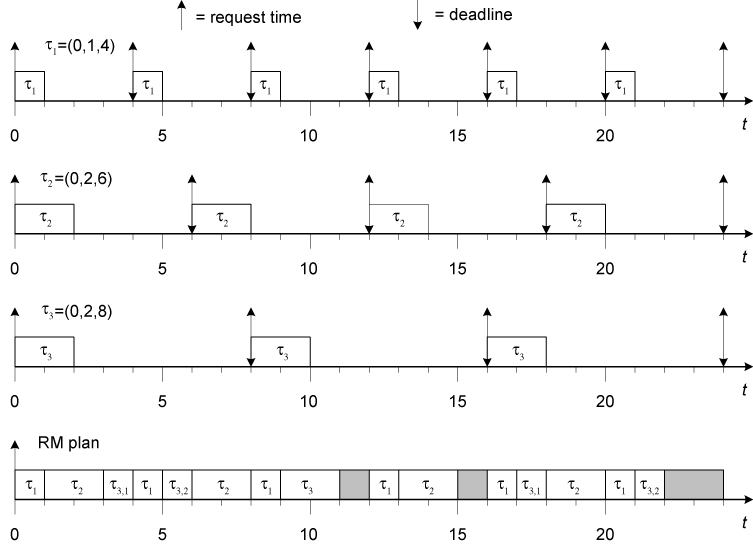 = request time = deadline
τ1=(0,1,4)
τ1 τ1 τ1 τ1 τ1 τ1
0 5 10 15 20 t
τ2=(0,2,6)
τ2 τ2 τ2 τ2
0 5 10 15 20 t
τ3=(0,2,8)
τ3 τ3 τ3
0 5 10 15 20 t
RM plan
τ1 τ2 τ3,1 τ1 τ3,2 τ2 τ1 τ3 τ1 τ2 τ1 τ3,1 τ2 τ1 τ3,2
0 5 10 15 20 t